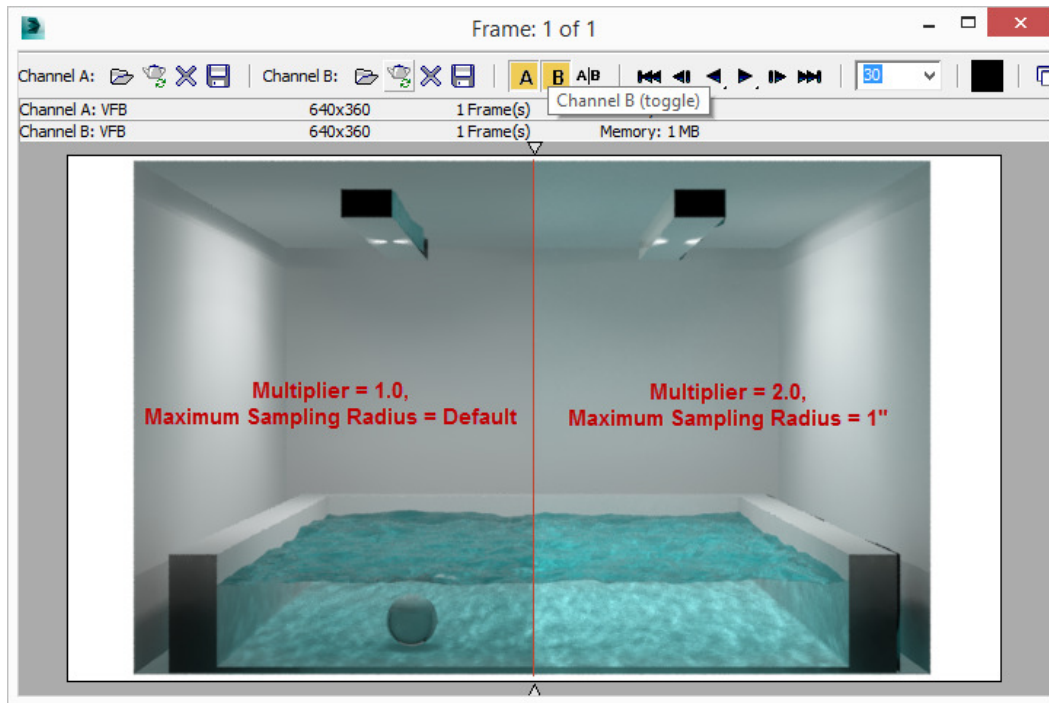 Frame: 1 of 1
Channel A: Channel B: A B A|B 30
Channel B (toggle)
Channel A: VFB 640x360 1 Frame(s)
Channel B: VFB 640x360 1 Frame(s) Memory: 1 MB
Multiplier = 1.0,
Maximum Sampling Radius = Default
Multiplier = 2.0,
Maximum Sampling Radius = 1"